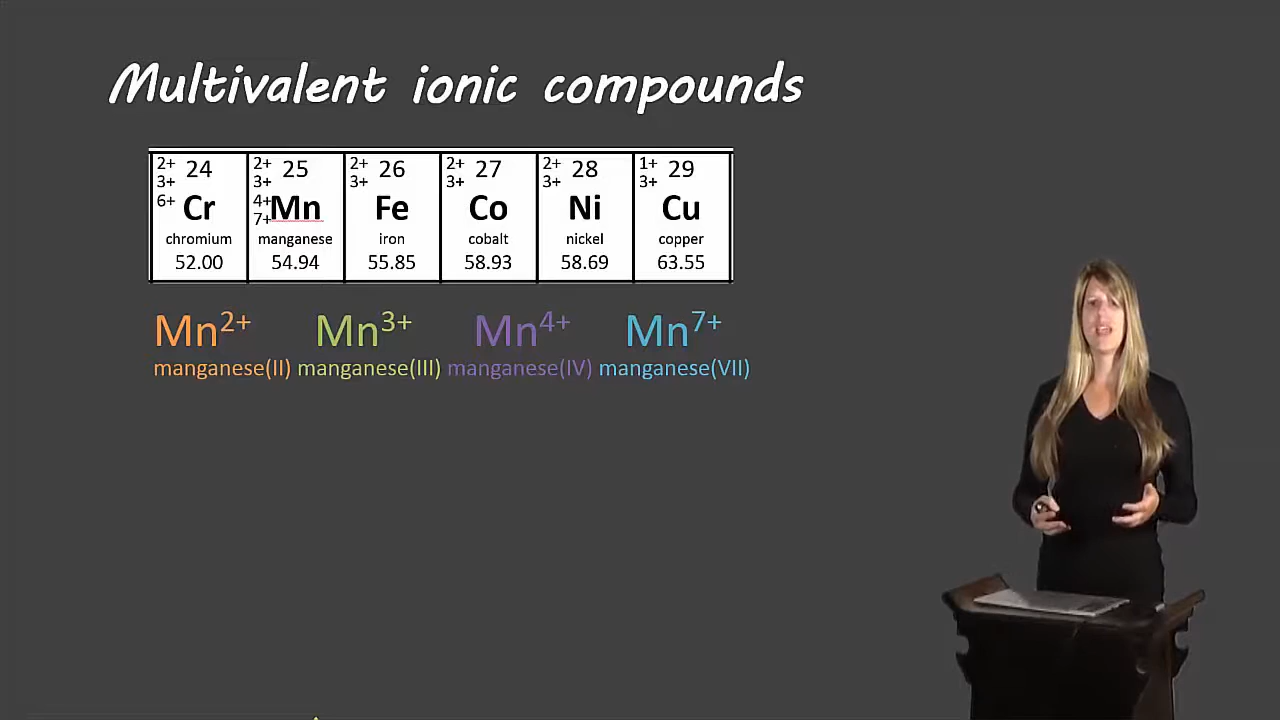 Multivalent ionic compounds
2+ 24 2+ 25 2+ 26 2+ 27 2+ 28 1+ 29
3+ 3+ 3+ 3+ 3+ 3+
6+ Cr 4+ Mn Fe Co Ni Cu
7+
chromium manganese iron cobalt nickel copper
52.00 54.94 55.85 58.93 58.69 63.55
Mn²⁺ Mn³⁺ Mn⁴⁺ Mn⁷⁺
manganese(II) manganese(III) manganese(IV) manganese(VII)